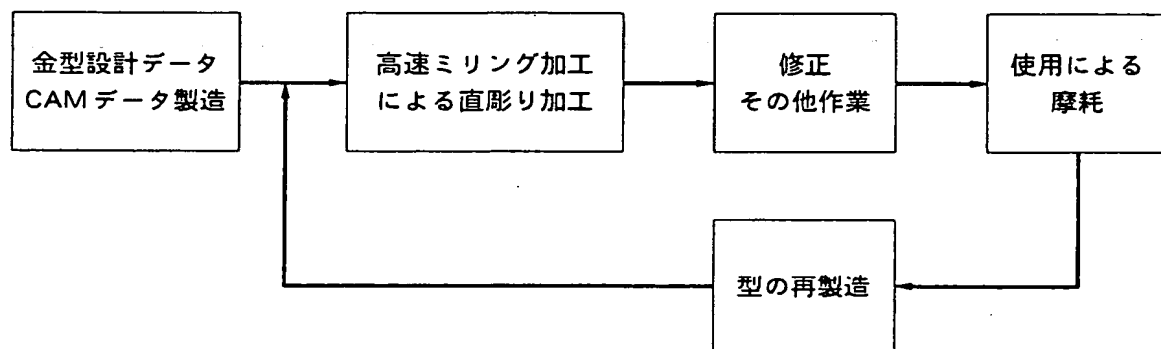 金型設計データ
CAMデータ製造
高速ミリング加工
による直彫り加工
修正
その他作業
使用による
摩耗
型の再製造